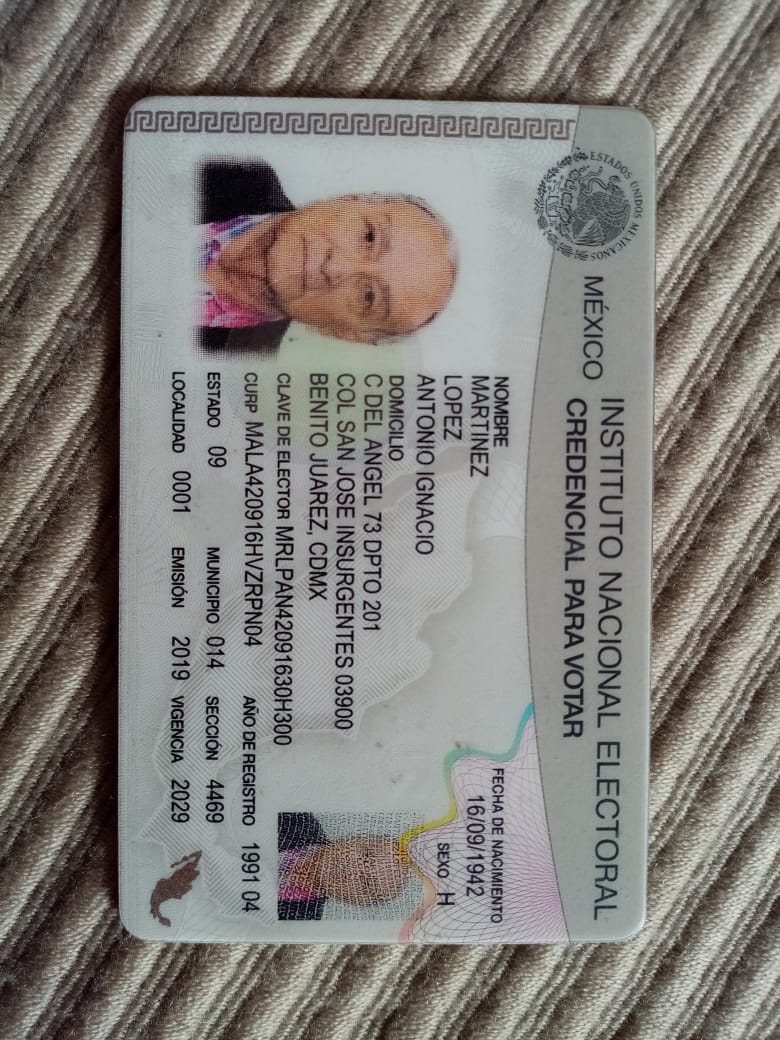 ESTADOS UNIDOS MEXICANOS
MÉXICO
INSTITUTO NACIONAL ELECTORAL
CREDENCIAL PARA VOTAR
NOMBRE
MARTINEZ
LOPEZ
ANTONIO IGNACIO
FECHA DE NACIMIENTO
16/09/1942
SEXO H
DOMICILIO
C DEL ANGEL 73 DPTO 201
COL SAN JOSE INSURGENTES 03900
BENITO JUAREZ, CDMX
CLAVE DE ELECTOR MRLPAN42091630H300
CURP MALA420916HVZRPN04 AÑO DE REGISTRO 1991 04
ESTADO 09 MUNICIPIO 014 SECCIÓN 4469
LOCALIDAD 0001 EMISIÓN 2019 VIGENCIA 2029